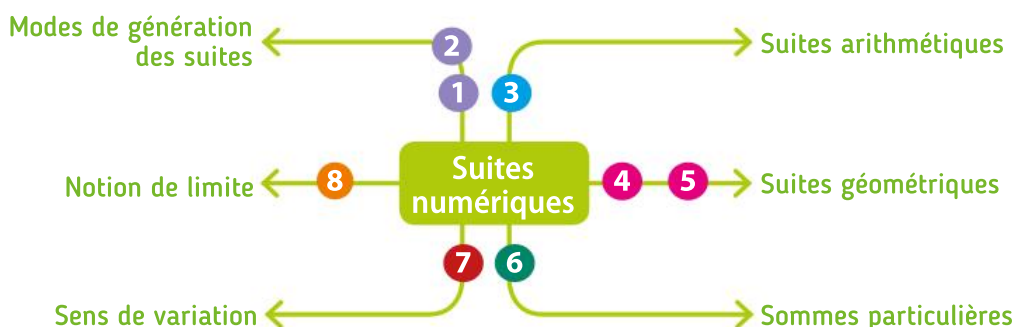 Modes de génération
des suites
2
1
3
Suites arithmétiques
Notion de limite
8
Suites
numériques
4
5
Suites géométriques
7
6
Sens de variation
Sommes particulières